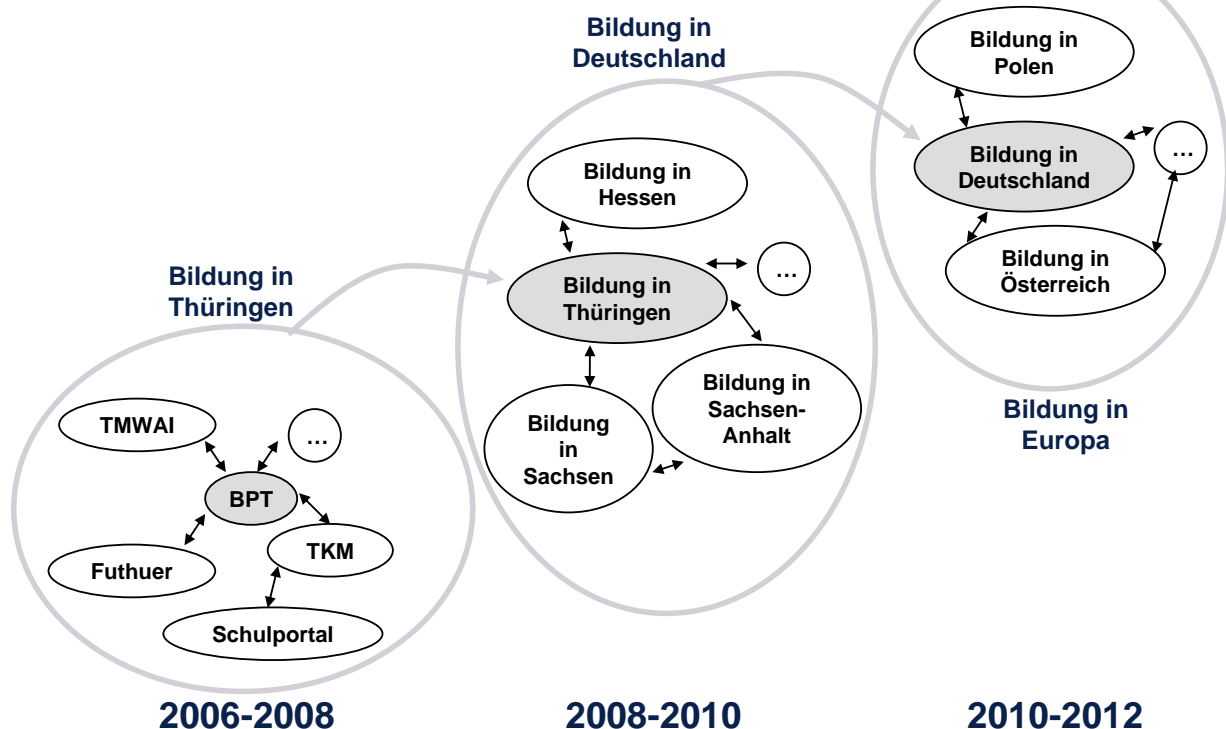 Bildung in
Thüringen
TMWAI
…
BPT
TKM
Futhuer
Schulportal
2006-2008
Bildung in
Deutschland
Bildung in
Hessen
Bildung in
Thüringen
…
Bildung in
Sachsen-
Anhalt
Bildung
in
Sachsen
2008-2010
Bildung in
Polen
Bildung in
Deutschland
…
Bildung in
Österreich
Bildung in
Europa
2010-2012